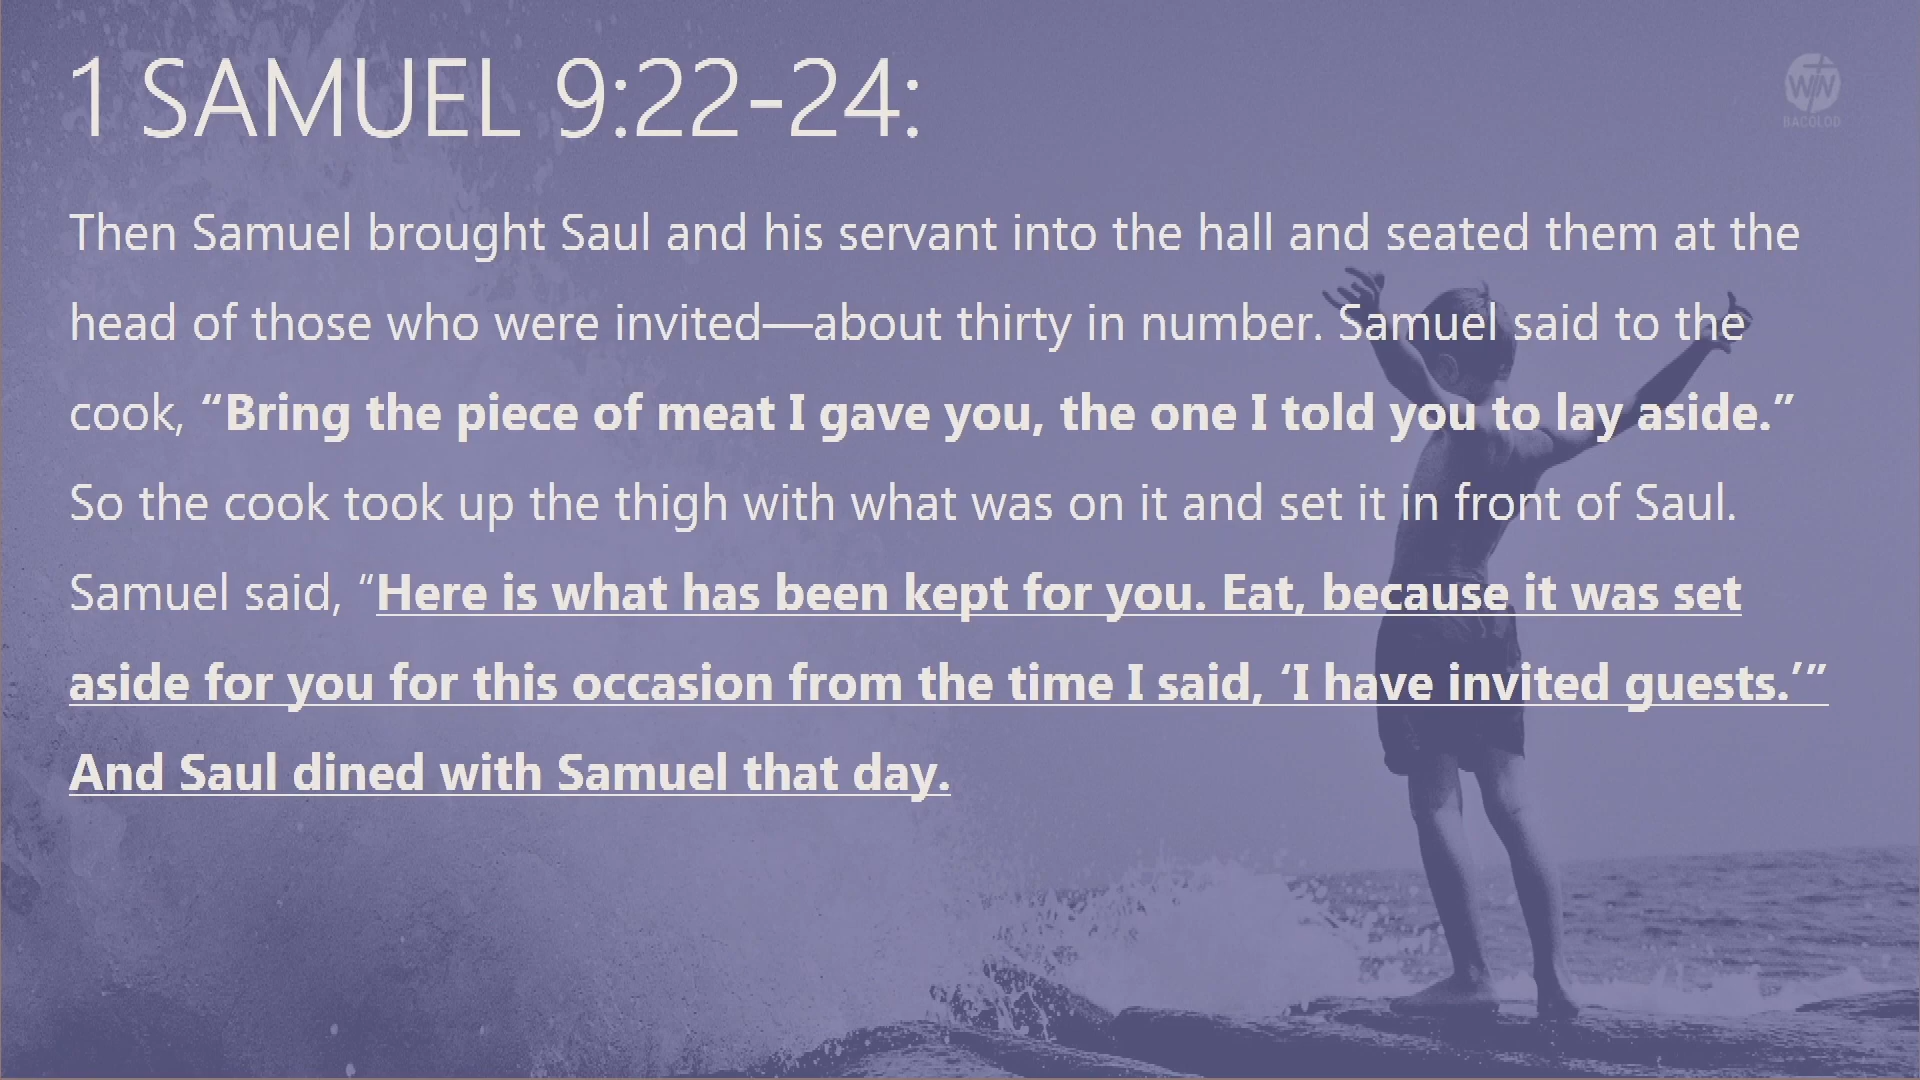 1 SAMUEL 9:22-24:
WIN
BACOLOD
Then Samuel brought Saul and his servant into the hall and seated them at the
head of those who were invited—about thirty in number. Samuel said to the
cook, “Bring the piece of meat I gave you, the one I told you to lay aside.”
So the cook took up the thigh with what was on it and set it in front of Saul.
Samuel said, “Here is what has been kept for you. Eat, because it was set
aside for you for this occasion from the time I said, ‘I have invited guests.’”
And Saul dined with Samuel that day.